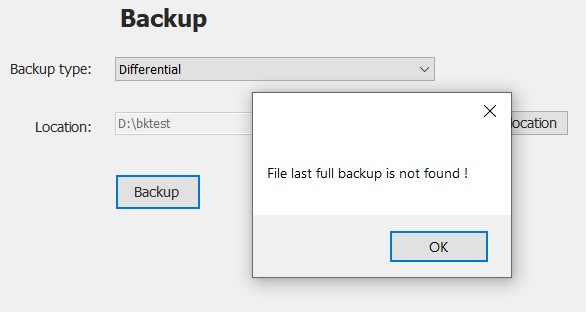 Backup
Backup type:
Differential
Location:
D:\bktest
ocation
File last full backup is not found !
Backup
OK